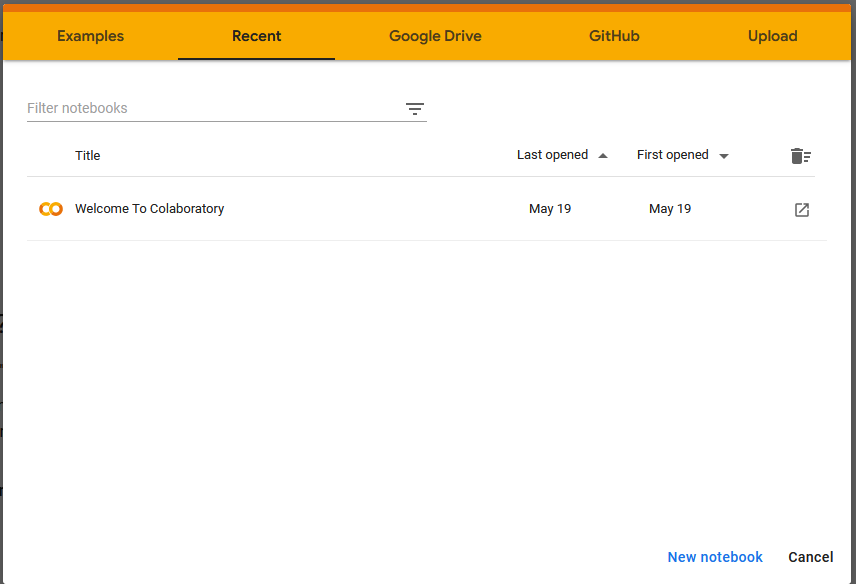 Examples Recent Google Drive GitHub Upload
Filter notebooks
Title Last opened First opened
Welcome To Colaboratory May 19 May 19
New notebook Cancel